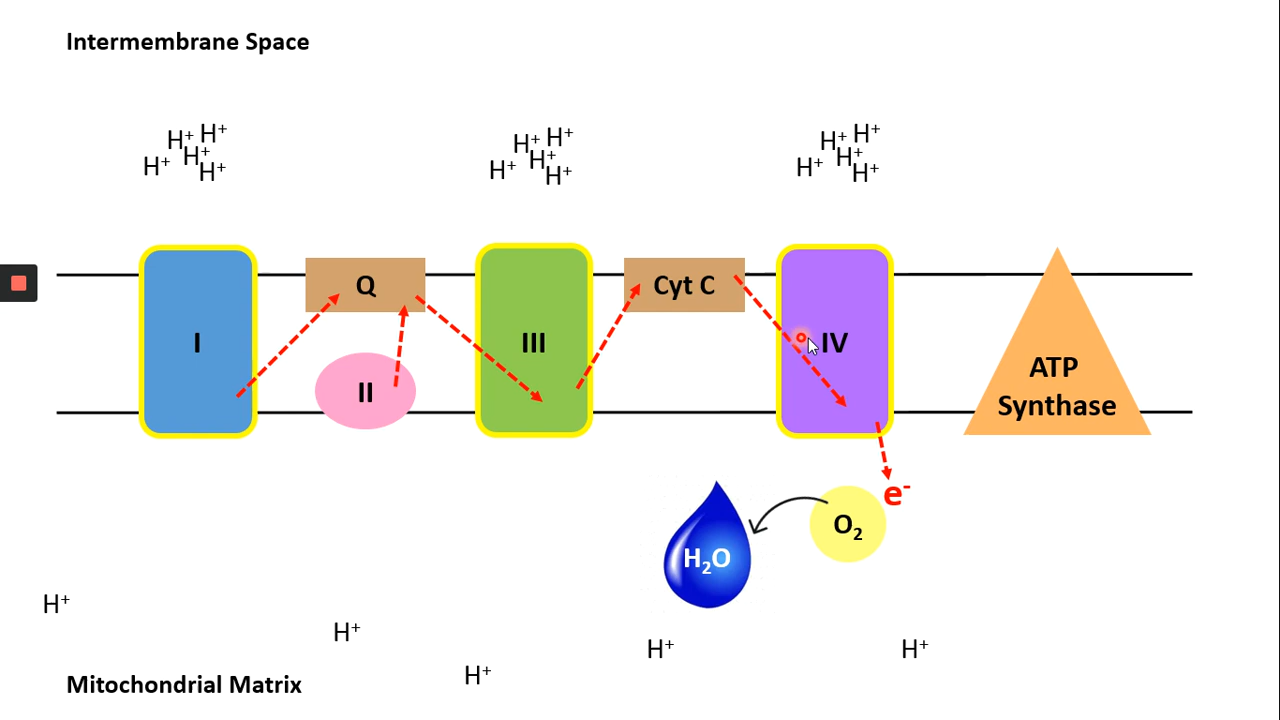 Intermembrane Space
H⁺ H⁺
H⁺ H⁺ H⁺
H⁺ H⁺
H⁺ H⁺ H⁺
H⁺ H⁺
H⁺ H⁺ H⁺
I
Q
II
III
Cyt C
IV
ATP
Synthase
e⁻
O₂
H₂O
H⁺
H⁺
H⁺
H⁺
H⁺
Mitochondrial Matrix